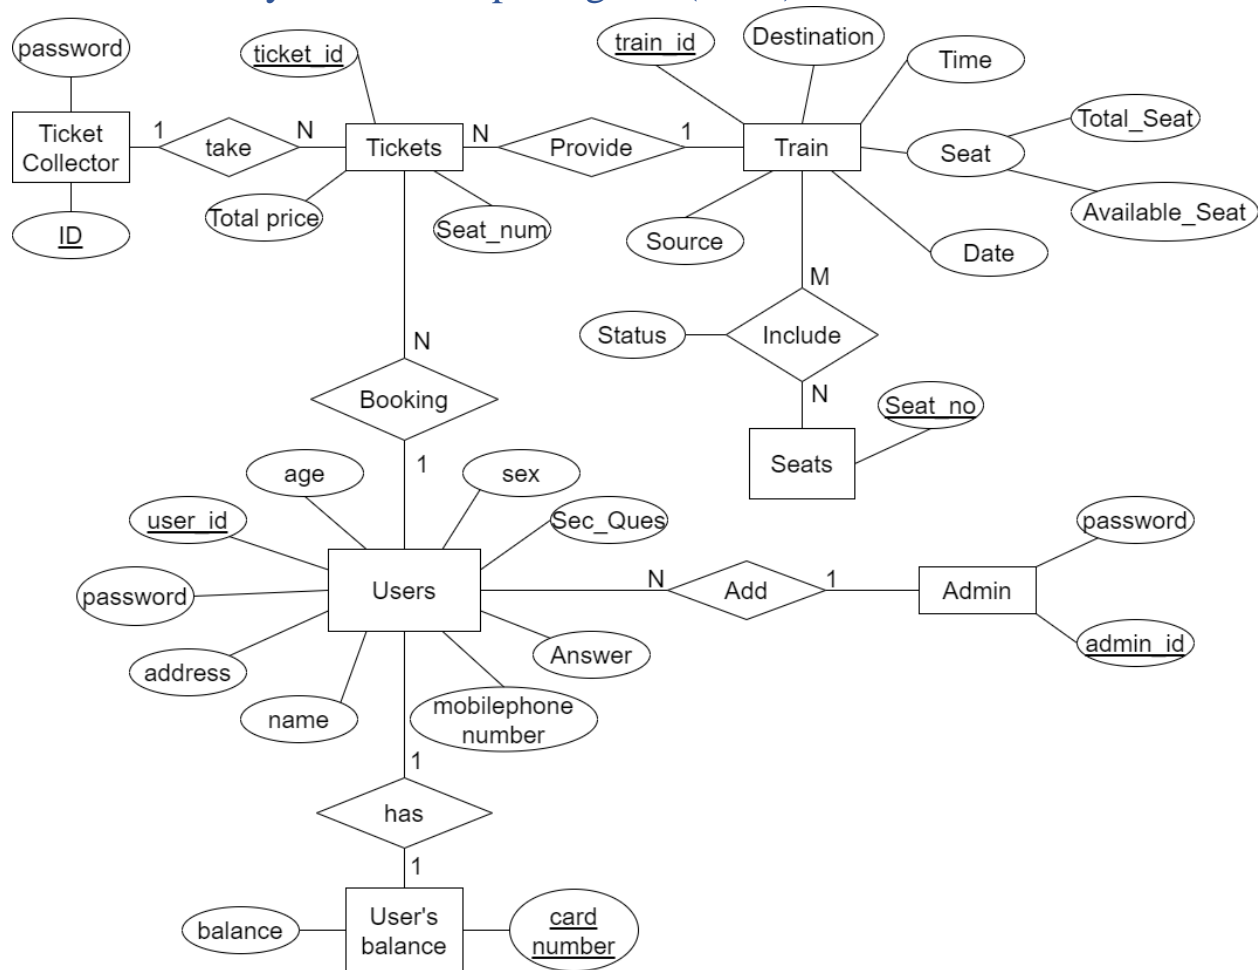 password
ticket_id
train_id
Destination
Time
Total_Seat
Ticket
Collector
1
take
N
Tickets
N
Provide
1
Train
Seat
Available_Seat
ID
Total price
Seat_num
Source
Date
M
Status
Include
N
Seat_no
Seats
N
Booking
1
age
sex
user_id
Sec_Ques
password
password
Users
N
Add
1
Admin
address
Answer
admin_id
name
mobilephone
number
1
has
1
balance
User's
balance
card
number